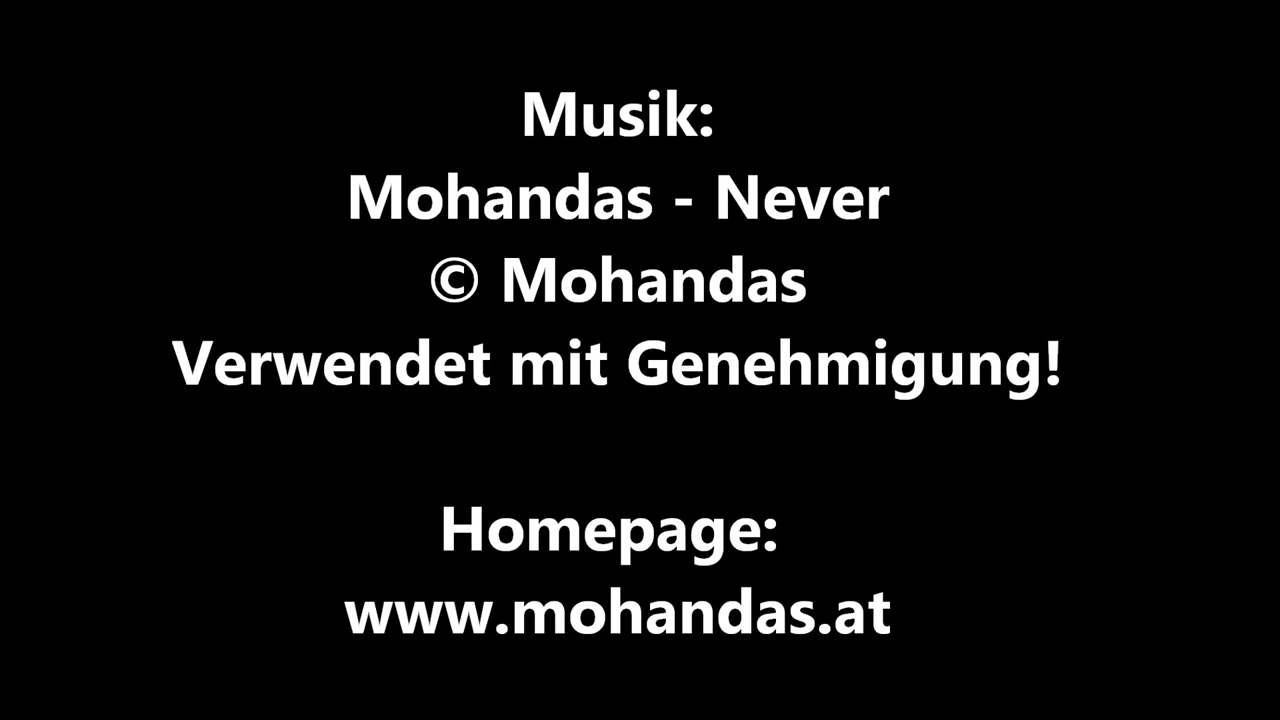 Musik:
Mohandas - Never
© Mohandas
Verwendet mit Genehmigung!
Homepage:
www.mohandas.at